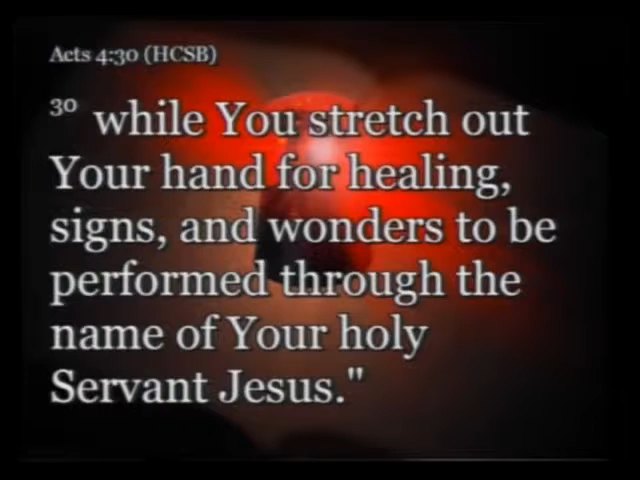 Acts 4:30 (HCSB)
30 while You stretch out
Your hand for healing,
signs, and wonders to be
performed through the
name of Your holy
Servant Jesus."